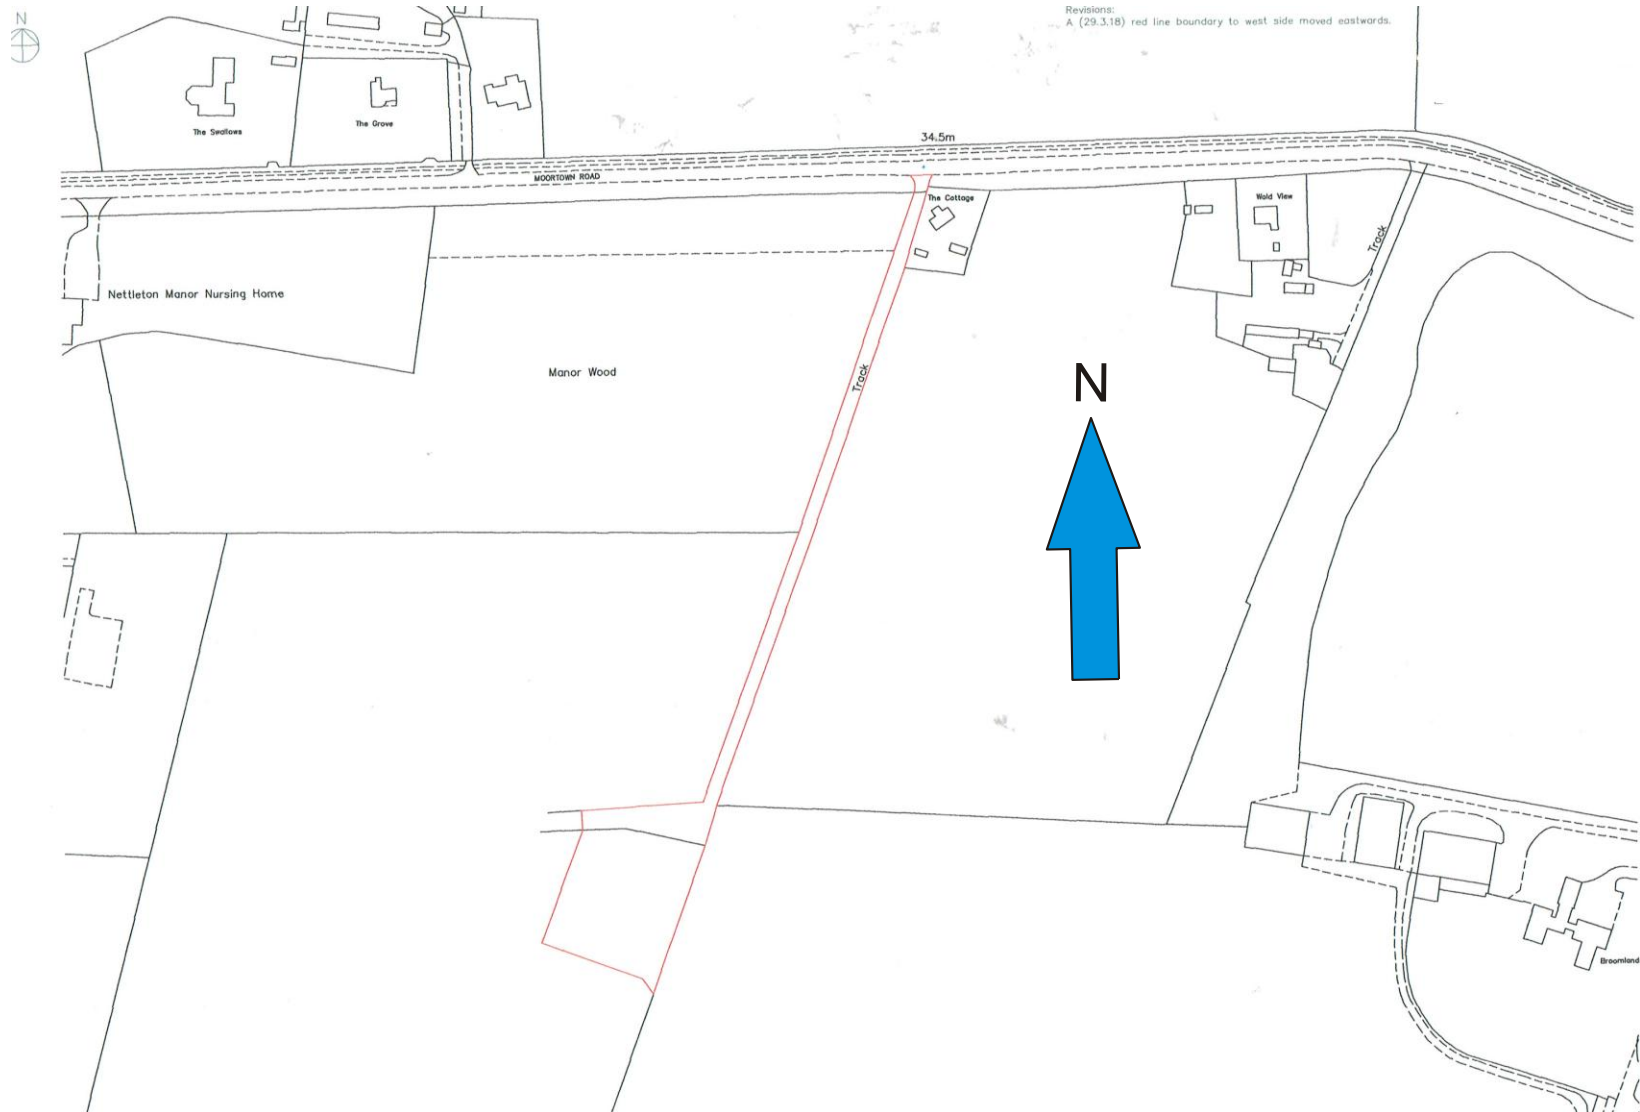 N
Revisions:
A (29.3.18) red line boundary to west side moved eastwards.
The Swallows
The Grove
34.5m
MOORTOWN ROAD
The Cottage
Wold View
Track
Nettleton Manor Nursing Home
Manor Wood
Track
N
Broomland